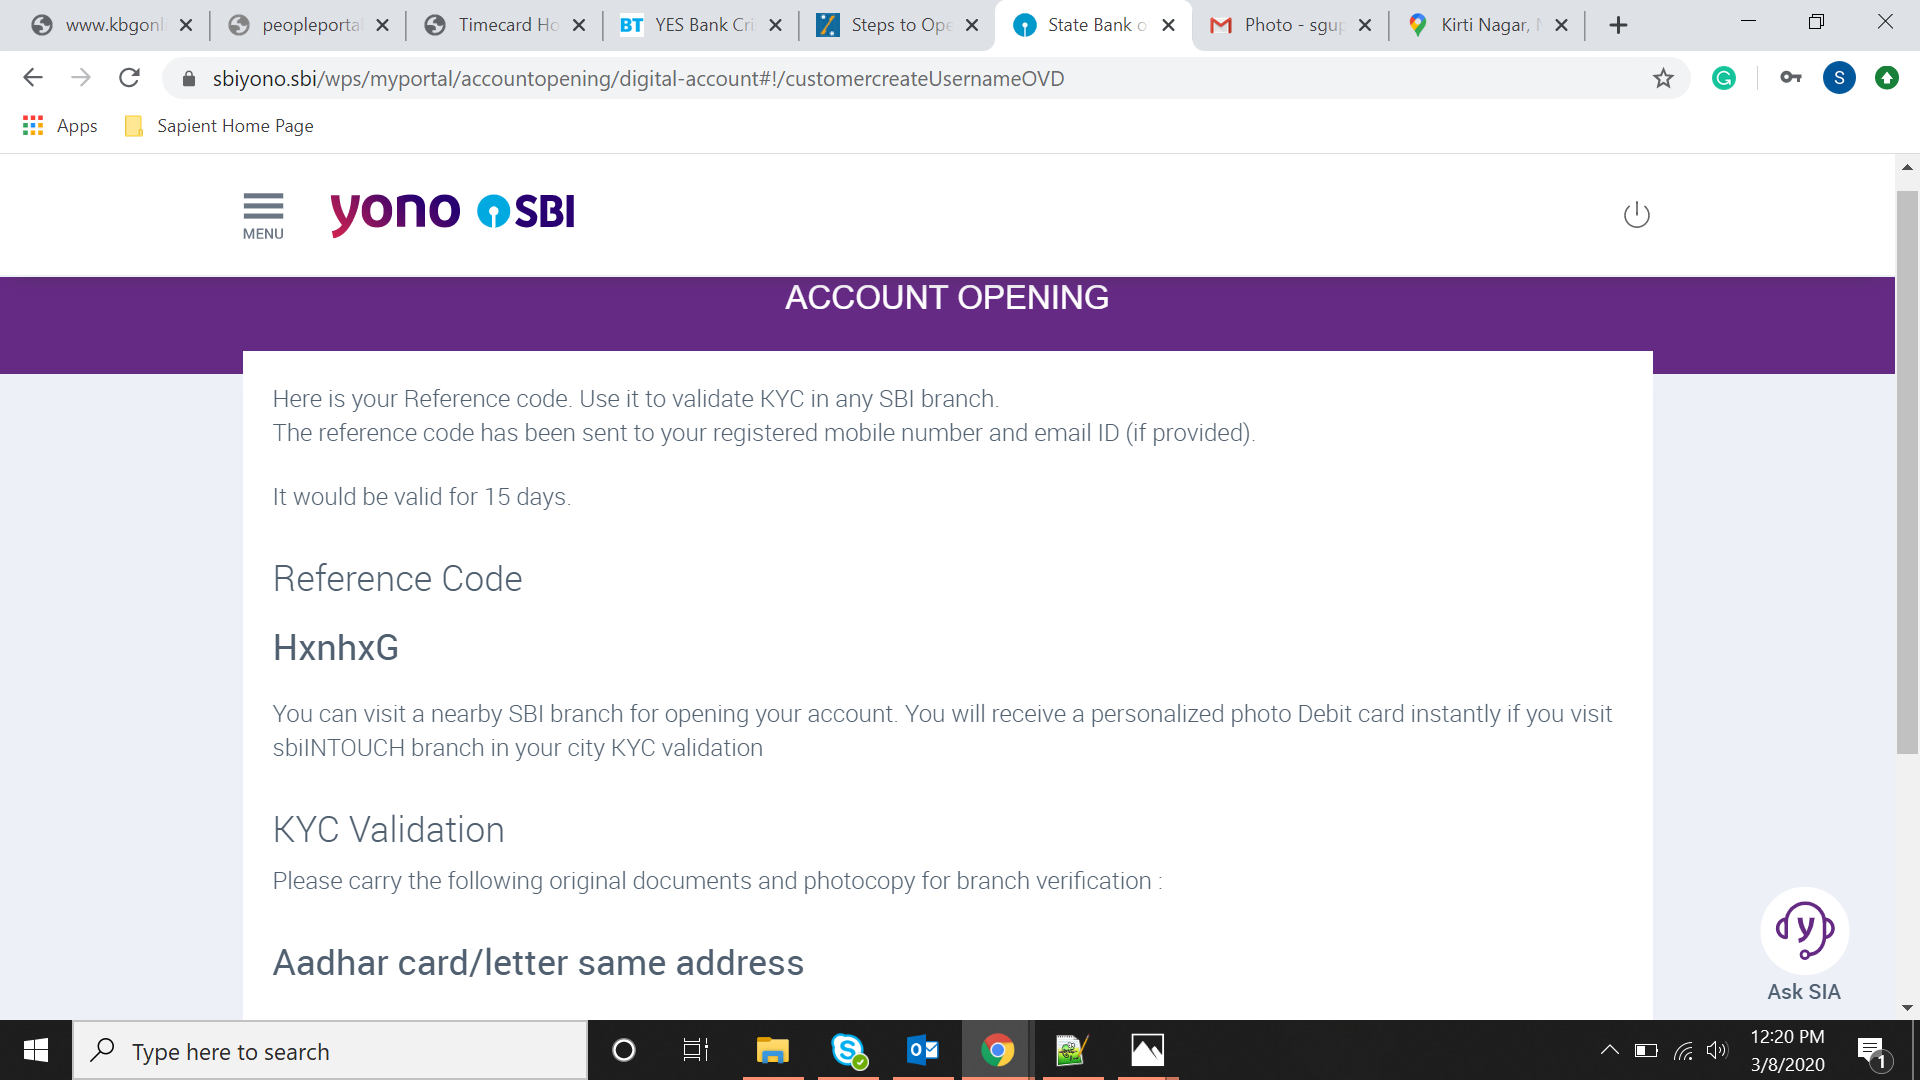 www.kbgonl
peopleporta
Timecard Ho
BT YES Bank Cri
Steps to Ope
State Bank o
Photo - sgup
Kirti Nagar, N
sbiyono.sbi/wps/myportal/accountopening/digital-account#!/customercreateUsernameOVD
S
Apps
Sapient Home Page
MENU
yono SBI
ACCOUNT OPENING
Here is your Reference code. Use it to validate KYC in any SBI branch.
The reference code has been sent to your registered mobile number and email ID (if provided).
It would be valid for 15 days.
Reference Code
HxnhxG
You can visit a nearby SBI branch for opening your account. You will receive a personalized photo Debit card instantly if you visit
sbiINTOUCH branch in your city KYC validation
KYC Validation
Please carry the following original documents and photocopy for branch verification :
Aadhar card/letter same address
y
Ask SIA
Type here to search
12:20 PM
3/8/2020
1